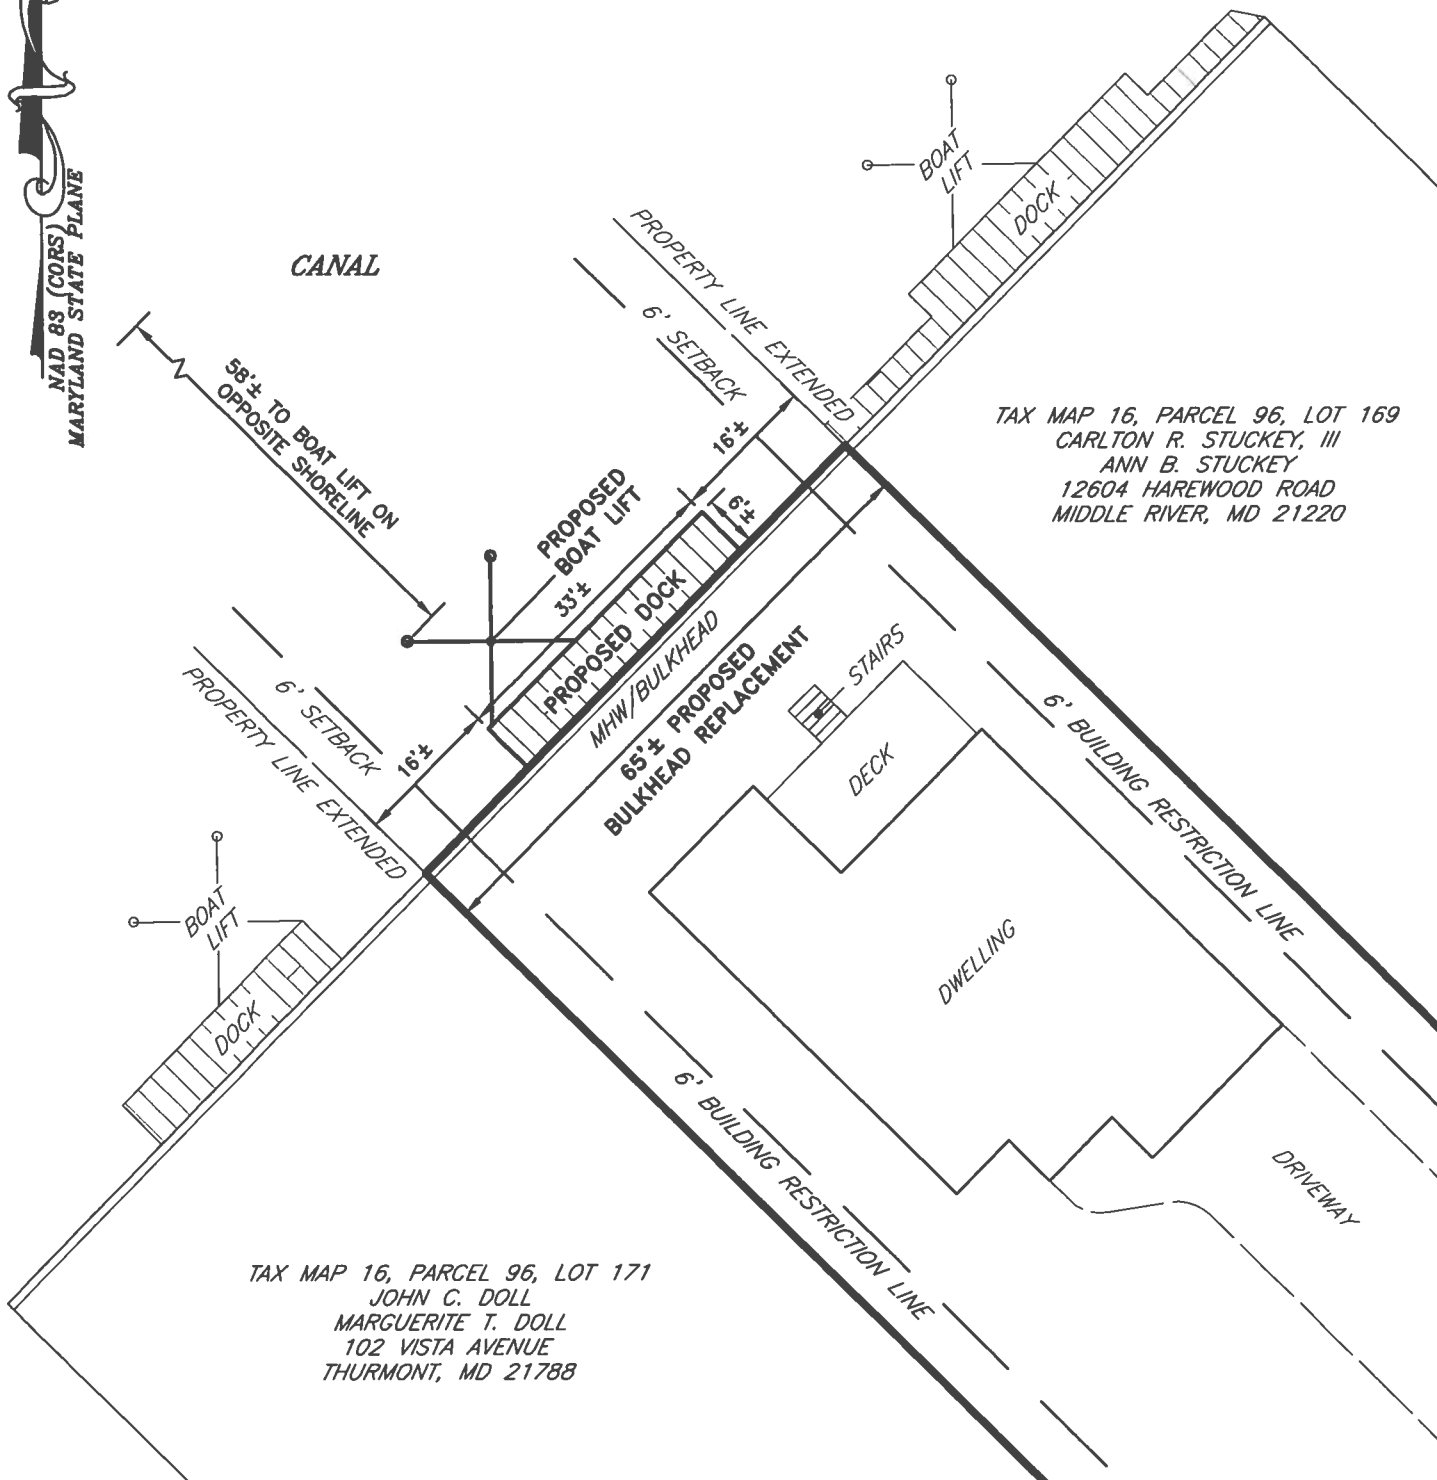 NAD 83 (CORS)
MARYLAND STATE PLANE
CANAL
58'± TO BOAT LIFT ON
OPPOSITE SHORELINE
PROPERTY LINE EXTENDED
6' SETBACK
BOAT
LIFT
DOCK
TAX MAP 16, PARCEL 96, LOT 169
CARLTON R. STUCKEY, III
ANN B. STUCKEY
12604 HAREWOOD ROAD
MIDDLE RIVER, MD 21220
16'±
6'±
PROPOSED
BOAT LIFT
33'±
PROPOSED DOCK
MHW/BULKHEAD
65'± PROPOSED
BULKHEAD REPLACEMENT
6' SETBACK
PROPERTY LINE EXTENDED
16'±
STAIRS
DECK
DWELLING
6' BUILDING RESTRICTION LINE
BOAT
LIFT
DOCK
6' BUILDING RESTRICTION LINE
DRIVEWAY
TAX MAP 16, PARCEL 96, LOT 171
JOHN C. DOLL
MARGUERITE T. DOLL
102 VISTA AVENUE
THURMONT, MD 21788